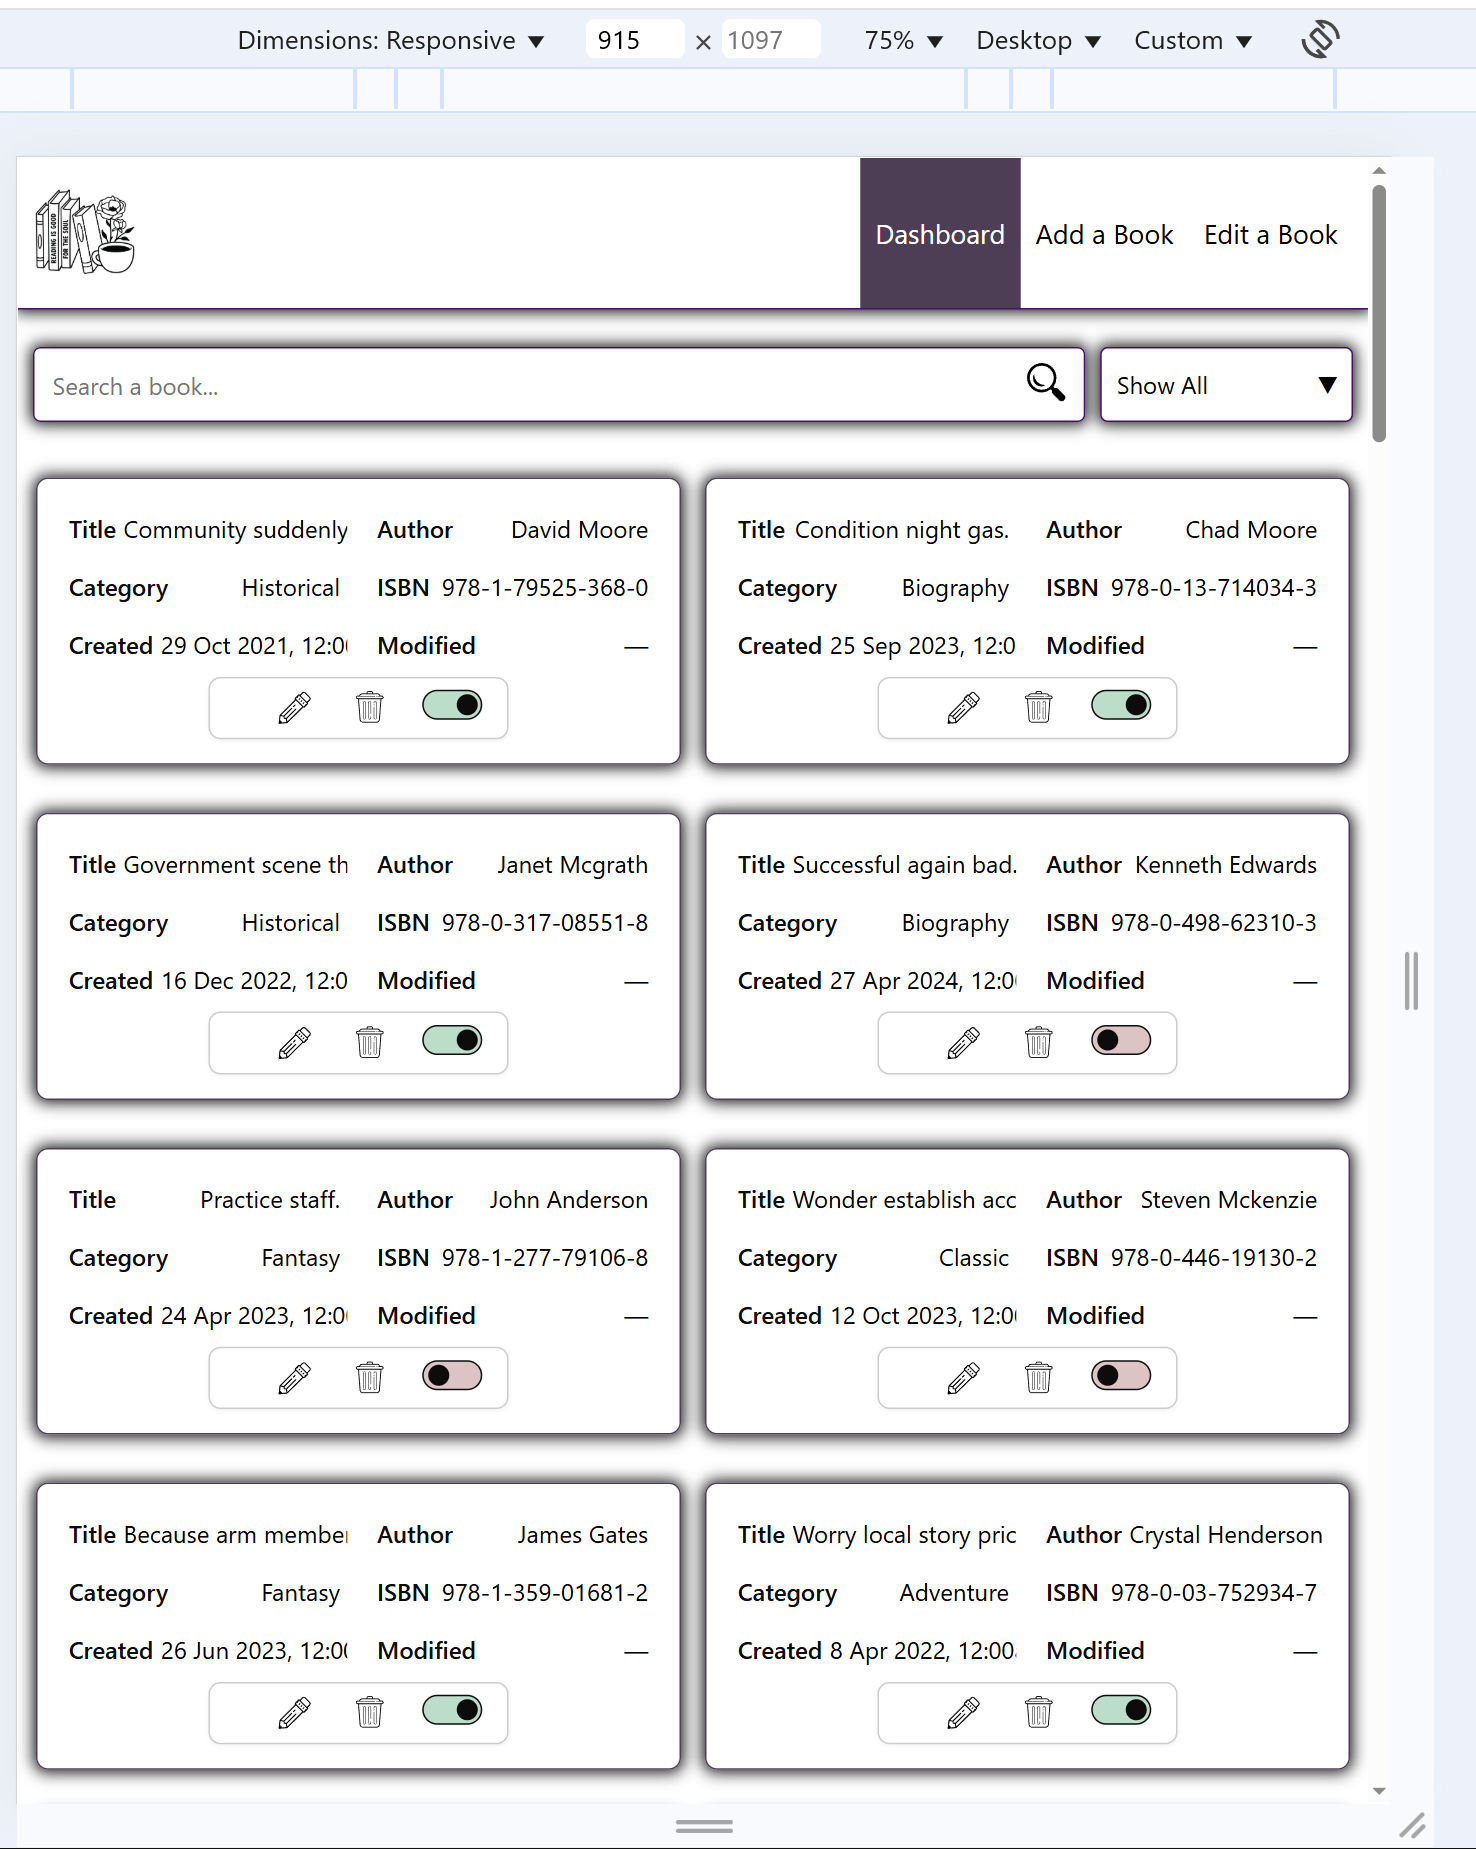 Dimensions: Responsive ▼ 915 × 1097 75% ▼ Desktop ▼ Custom ▼
READING IS GOOD
FOR THE SOUL
Dashboard Add a Book Edit a Book
Search a book... Show All ▼
Title Community suddenly Author David Moore
Category Historical ISBN 978-1-79525-368-0
Created 29 Oct 2021, 12:0 Modified —
Title Condition night gas. Author Chad Moore
Category Biography ISBN 978-0-13-714034-3
Created 25 Sep 2023, 12:0 Modified —
Title Government scene th Author Janet Mcgrath
Category Historical ISBN 978-0-317-08551-8
Created 16 Dec 2022, 12:0 Modified —
Title Successful again bad. Author Kenneth Edwards
Category Biography ISBN 978-0-498-62310-3
Created 27 Apr 2024, 12:0 Modified —
Title Practice staff. Author John Anderson
Category Fantasy ISBN 978-1-277-79106-8
Created 24 Apr 2023, 12:0 Modified —
Title Wonder establish acc Author Steven Mckenzie
Category Classic ISBN 978-0-446-19130-2
Created 12 Oct 2023, 12:0 Modified —
Title Because arm member Author James Gates
Category Fantasy ISBN 978-1-359-01681-2
Created 26 Jun 2023, 12:0 Modified —
Title Worry local story pric Author Crystal Henderson
Category Adventure ISBN 978-0-03-752934-7
Created 8 Apr 2022, 12:00 Modified —